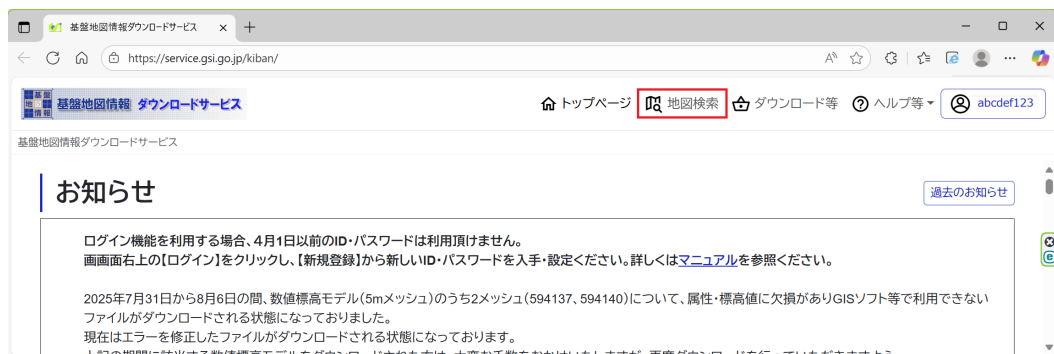 基盤地図情報ダウンロードサービス
https://service.gsi.go.jp/kiban/
基盤地図情報
基盤地図情報 ダウンロードサービス
トップページ
地図検索
ダウンロード等
ヘルプ等
abcdef123
基盤地図情報ダウンロードサービス
お知らせ
過去のお知らせ
ログイン機能を利用する場合、4月1日以前のID・パスワードは利用頂けません。
画画面右上の【ログイン】をクリックし、【新規登録】から新しいID・パスワードを入手・設定ください。詳しくはマニュアルを参照ください。
2025年7月31日から8月6日の間、数値標高モデル(5mメッシュ)のうち2メッシュ(594137、594140)について、属性・標高値に欠損がありGISソフト等で利用できない
ファイルがダウンロードされる状態になっておりました。
現在はエラーを修正したファイルがダウンロードされる状態になっております。